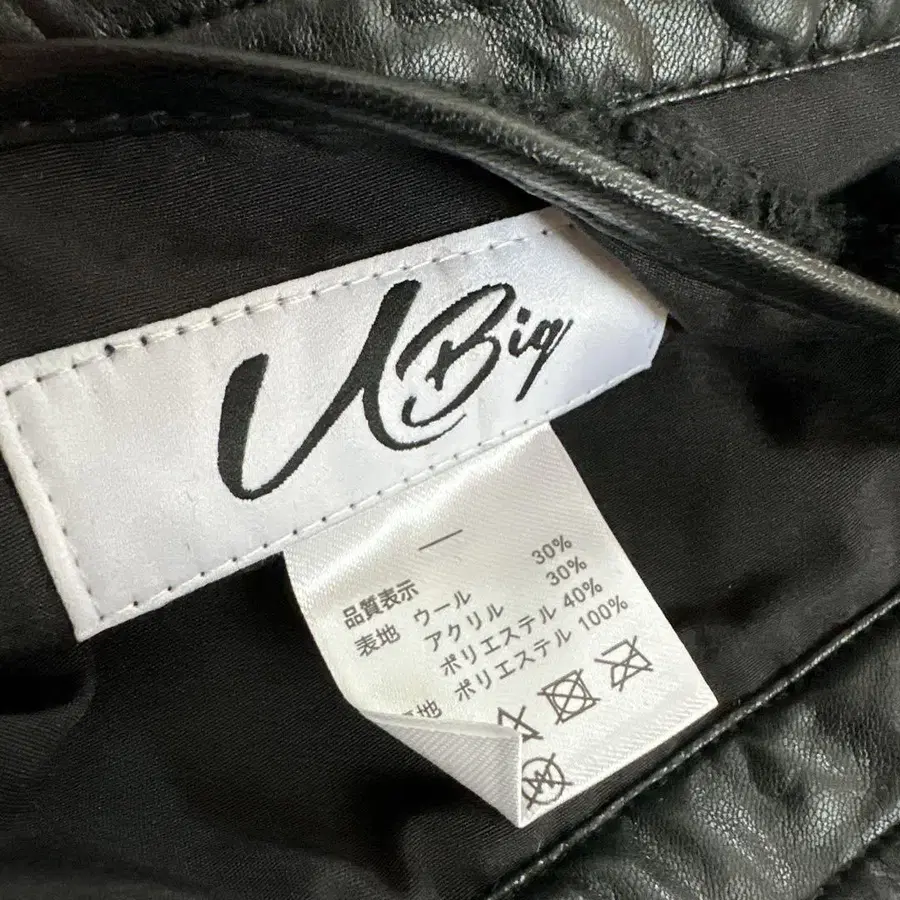 UBig
品質表示
表地 ウール 30%
アクリル 30%
ポリエステル 40%
地 ポリエステル 100%